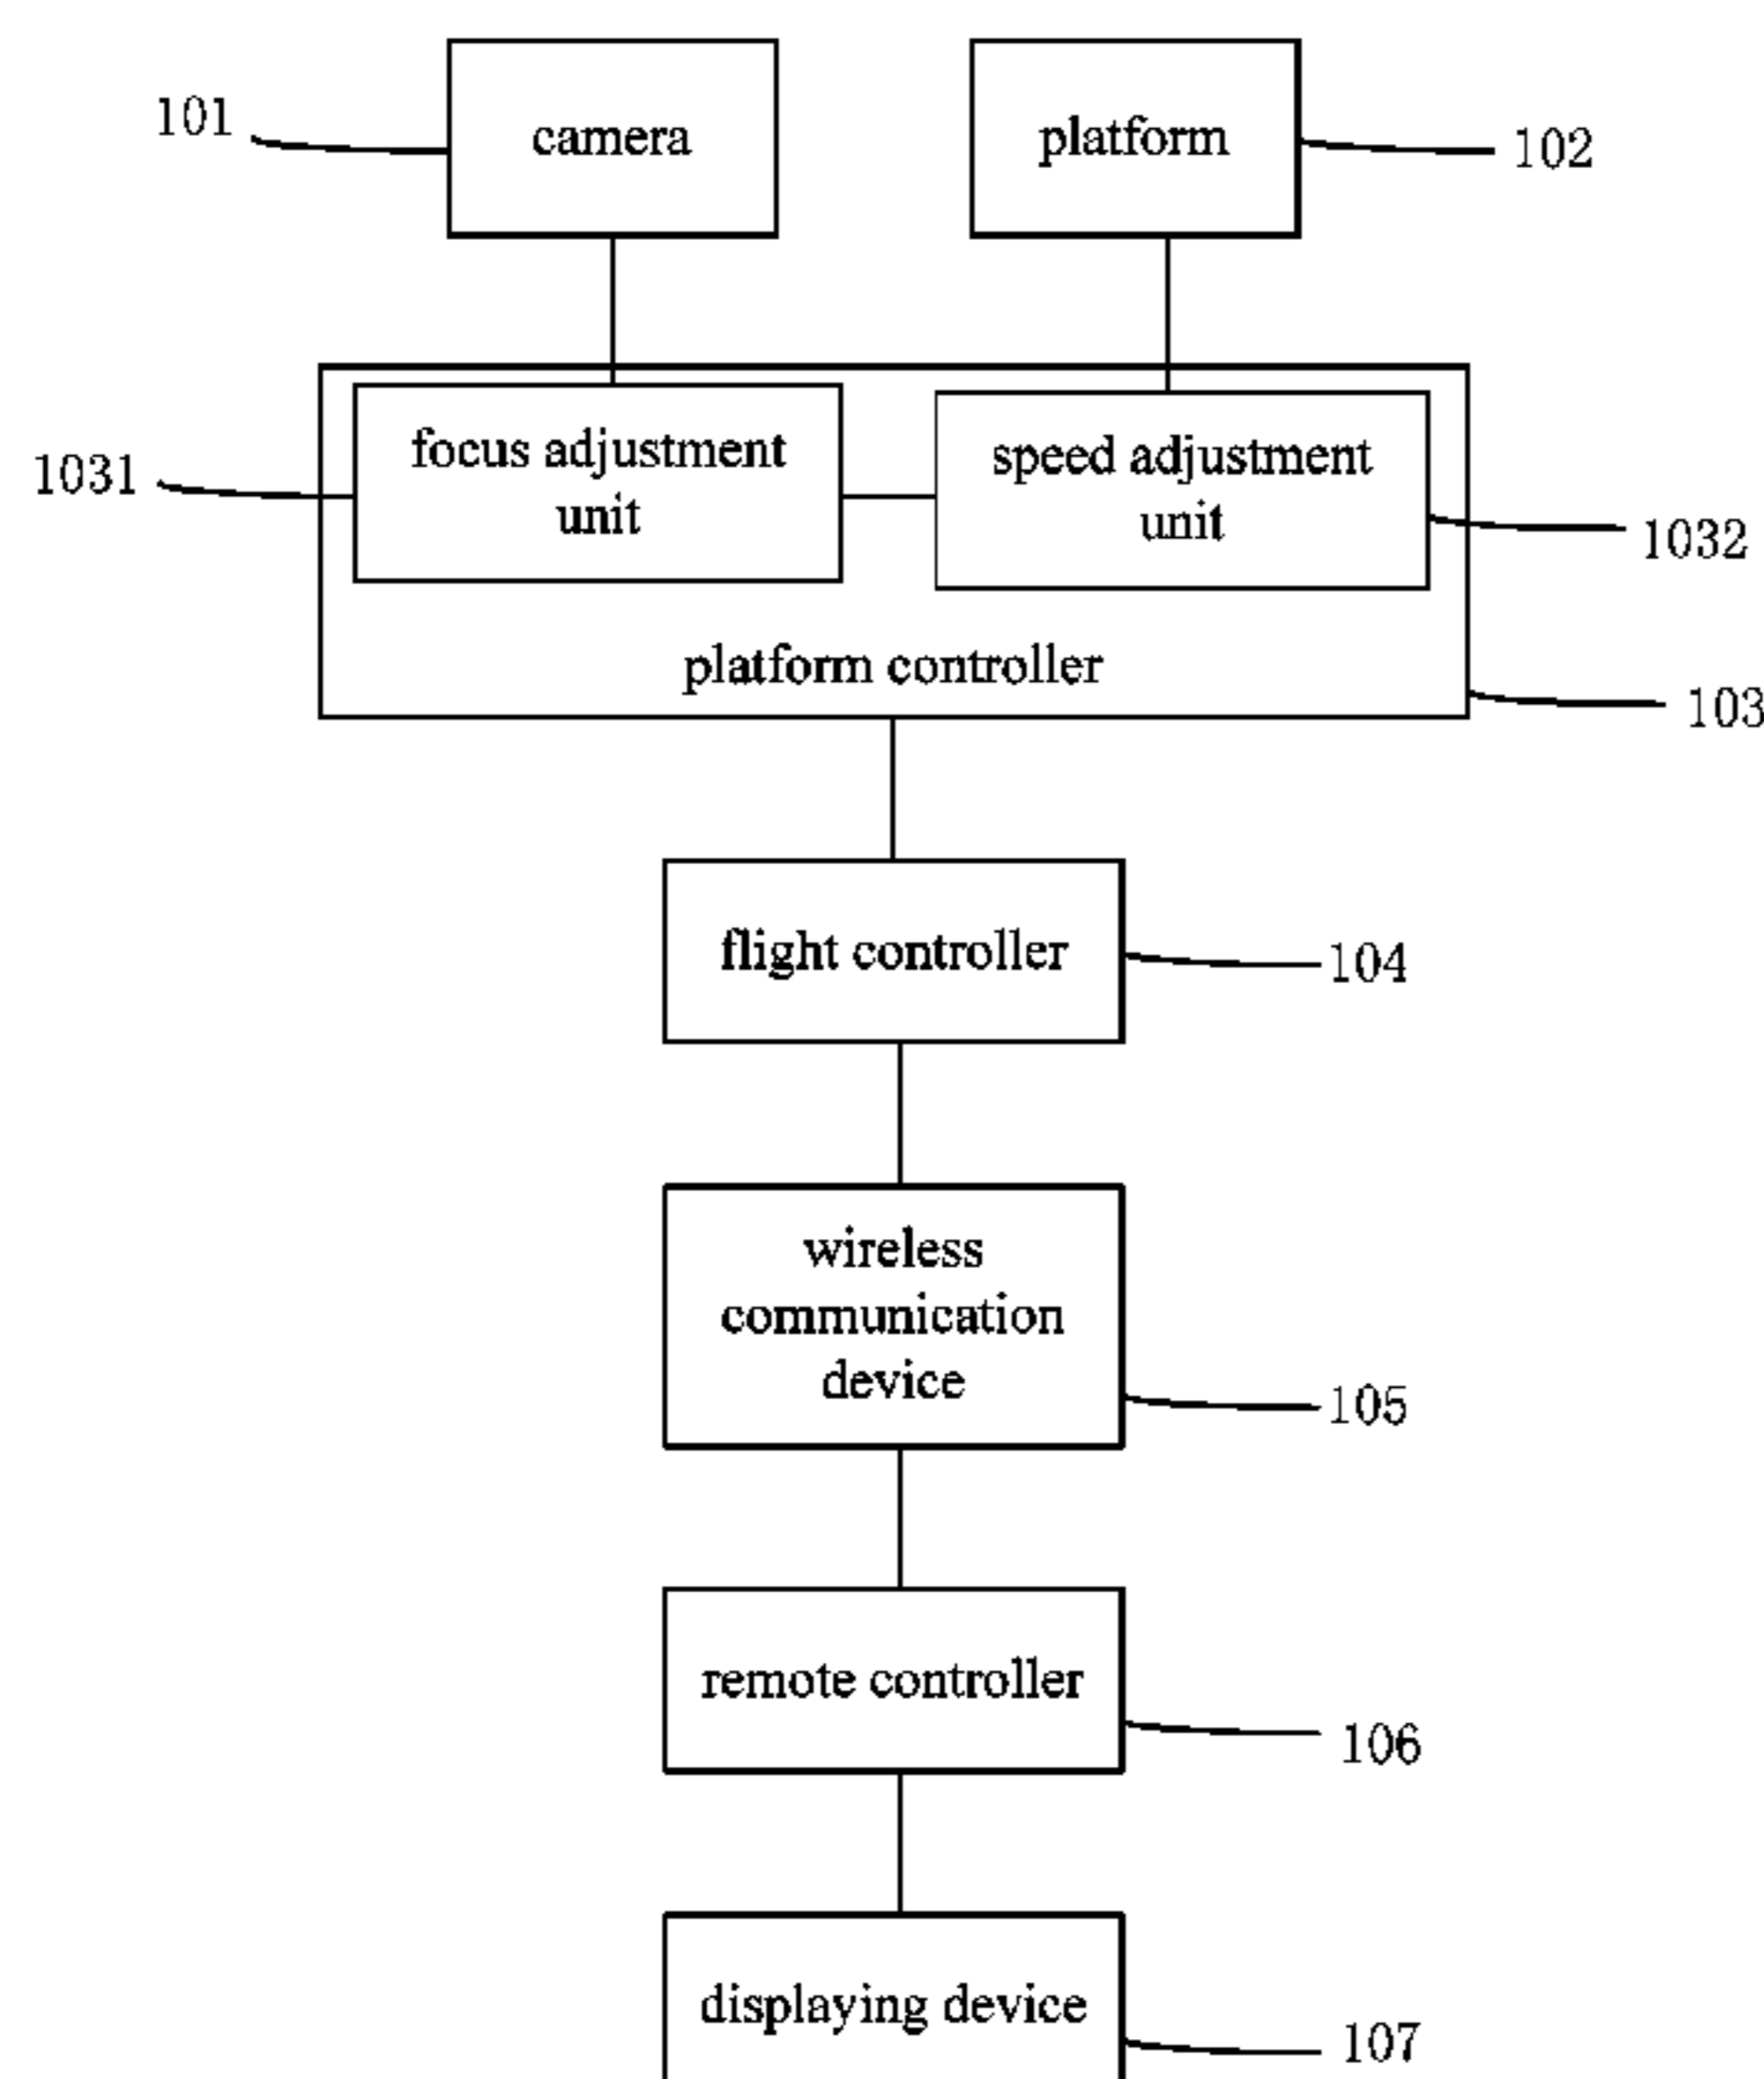 101
camera
platform
102
1031
focus adjustment
unit
speed adjustment
unit
1032
platform controller
103
flight controller
104
wireless
communication
device
105
remote controller
106
displaying device
107